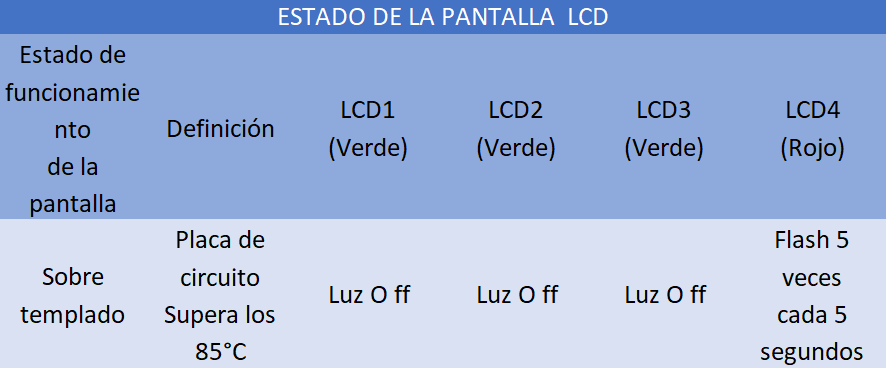 ESTADO DE LA PANTALLA  LCD
Estado de
funcionamie
nto
de la
pantalla
Definición
LCD1
(Verde)
LCD2
(Verde)
LCD3
(Verde)
LCD4
(Rojo)
Sobre
templado
Placa de
circuito
Supera los
85°C
Luz O ff
Luz O ff
Luz O ff
Flash 5
veces
cada 5
segundos